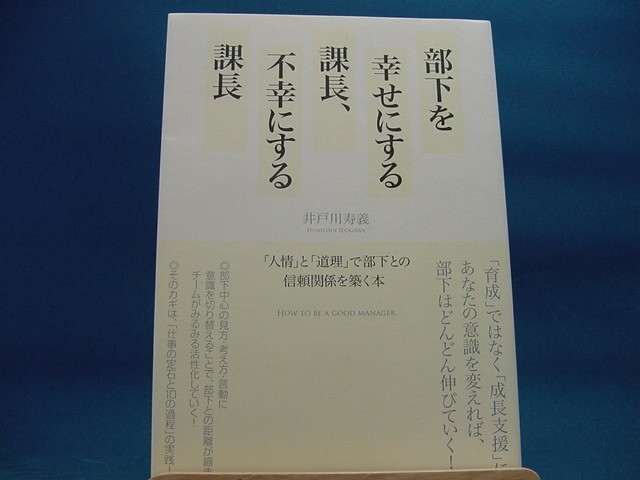 部下を
幸せにする
課長、
不幸にする
課長
井戸川寿義
HISAYOSHI IDOGAWA
「人情」と「道理」で部下との
信頼関係を築く本
HOW TO BE A GOOD MANAGER
「育成」ではなく「成長支援」
あなたの意識を変えれば、
部下はどんどん伸びていく!
◎部下中心の見方・考え方・言動に
意識を切り替えることで、部下との距離が縮
チームがみるみる活性化していく!
◎そのカギは、「仕事の定石と10の過程」の実践!